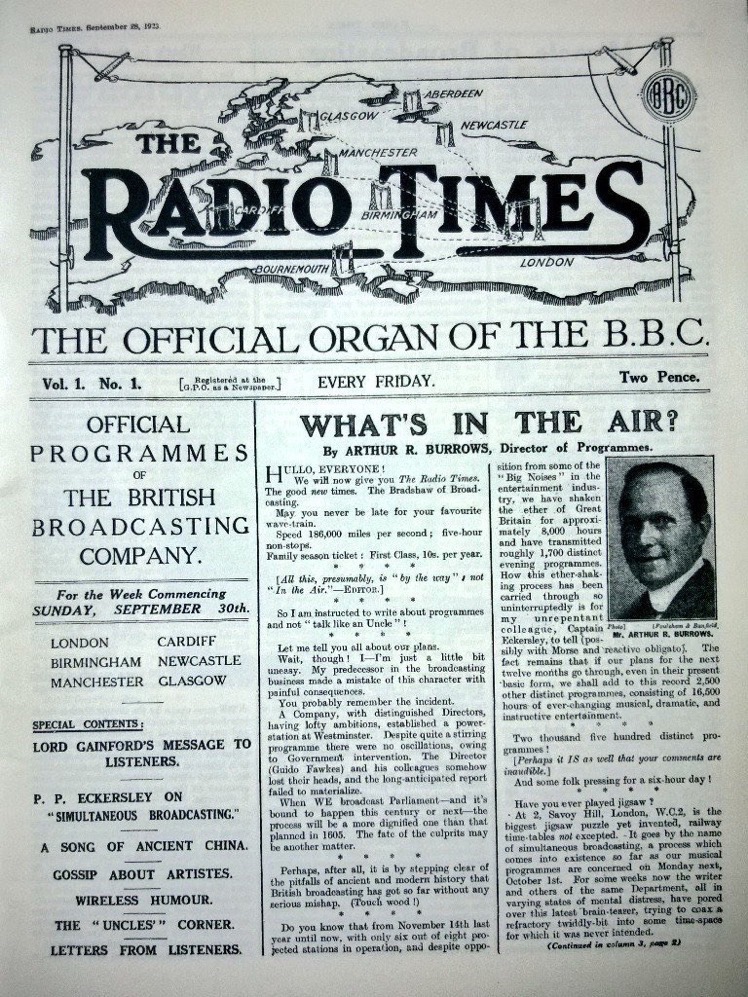 RADIO TIMES. September 28, 1923.
BBC
ABERDEEN
GLASGOW
NEWCASTLE
THE
MANCHESTER
RADIO TIMES
CARDIFF
BIRMINGHAM
BOURNEMOUTH
LONDON
THE OFFICIAL ORGAN OF THE B.B.C.
Vol. 1. No. 1.
[Registered at the
G.P.O. as a Newspaper.]
EVERY FRIDAY.
Two Pence.
OFFICIAL
PROGRAMMES
OF
THE BRITISH
BROADCASTING
COMPANY.
For the Week Commencing
SUNDAY, SEPTEMBER 30th.
LONDON CARDIFF
BIRMINGHAM NEWCASTLE
MANCHESTER GLASGOW
SPECIAL CONTENTS:
LORD GAINFORD'S MESSAGE TO
LISTENERS.
P. P. ECKERSLEY ON
"SIMULTANEOUS BROADCASTING."
A SONG OF ANCIENT CHINA.
GOSSIP ABOUT ARTISTES.
WIRELESS HUMOUR.
THE "UNCLES'" CORNER.
LETTERS FROM LISTENERS.
WHAT'S IN THE AIR?
By ARTHUR R. BURROWS, Director of Programmes.
HULLO, EVERYONE!
We will now give you The Radio Times.
The good new times. The Bradshaw of Broad-
casting.
May you never be late for your favourite
wave-train.
Speed 186,000 miles per second; five-hour
non-stops.
Family season ticket: First Class, 10s. per year.
* * * *
[All this, presumably, is "by the way"; not
"In the Air."—EDITOR.]
* * * *
So I am instructed to write about programmes
and not "talk like an Uncle"!
* * * *
Let me tell you all about our plans.
Wait, though! I—I'm just a little bit
uneasy. My predecessor in the broadcasting
business made a mistake of this character with
painful consequences.
You probably remember the incident.
A Company, with distinguished Directors,
having lofty ambitions, established a power-
station at Westminster. Despite quite a stirring
programme there were no oscillations, owing
to Government intervention. The Director
(Guido Fawkes) and his colleagues somehow
lost their heads, and the long-anticipated report
failed to materialize.
When WE broadcast Parliament—and it's
bound to happen this century or next—the
process will be a more dignified one than that
planned in 1605. The fate of the culprits may
be another matter.
* * * *
Perhaps, after all, it is by stepping clear of
the pitfalls of ancient and modern history that
British broadcasting has got so far without any
serious mishap. (Touch wood!)
* * * *
Do you know that from November 14th last
year until now, with only six out of eight pro-
jected stations in operation, and despite oppo-
sition from some of the
"Big Noises" in the
entertainment indus-
try, we have shaken
the ether of Great
Britain for approxi-
mately 8,000 hours
and have transmitted
roughly 1,700 distinct
evening programmes.
How this ether-shak-
ing process has been
carried through so
uninterruptedly is for
my unrepentant
colleague, Captain
Eckersley, to tell (pos-
sibly with Morse and reactive obligato). The
fact remains that if our plans for the next
twelve months go through, even in their present
basic form, we shall add to this record 2,500
other distinct programmes, consisting of 16,500
hours of ever-changing musical, dramatic, and
instructive entertainment.
* * * *
Two thousand five hundred distinct pro-
grammes!
[Perhaps it IS as well that your comments are
inaudible.]
And some folk pressing for a six-hour day!
* * * *
Have you ever played jigsaw?
At 2, Savoy Hill, London, W.C.2, is the
biggest jigsaw puzzle yet invented, railway
time-tables not excepted. It goes by the name
of simultaneous broadcasting, a process which
comes into existence so far as our musical
programmes are concerned on Monday next,
October 1st. For some weeks now the writer
and others of the same Department, all in
varying states of mental distress, have pored
over this latest brain-teaser, trying to coax a
refractory twiddly-bit into some time-space
for which it was never intended.
(Continued in column 3, page 2)
Photo]
Mr. ARTHUR R. BURROWS.